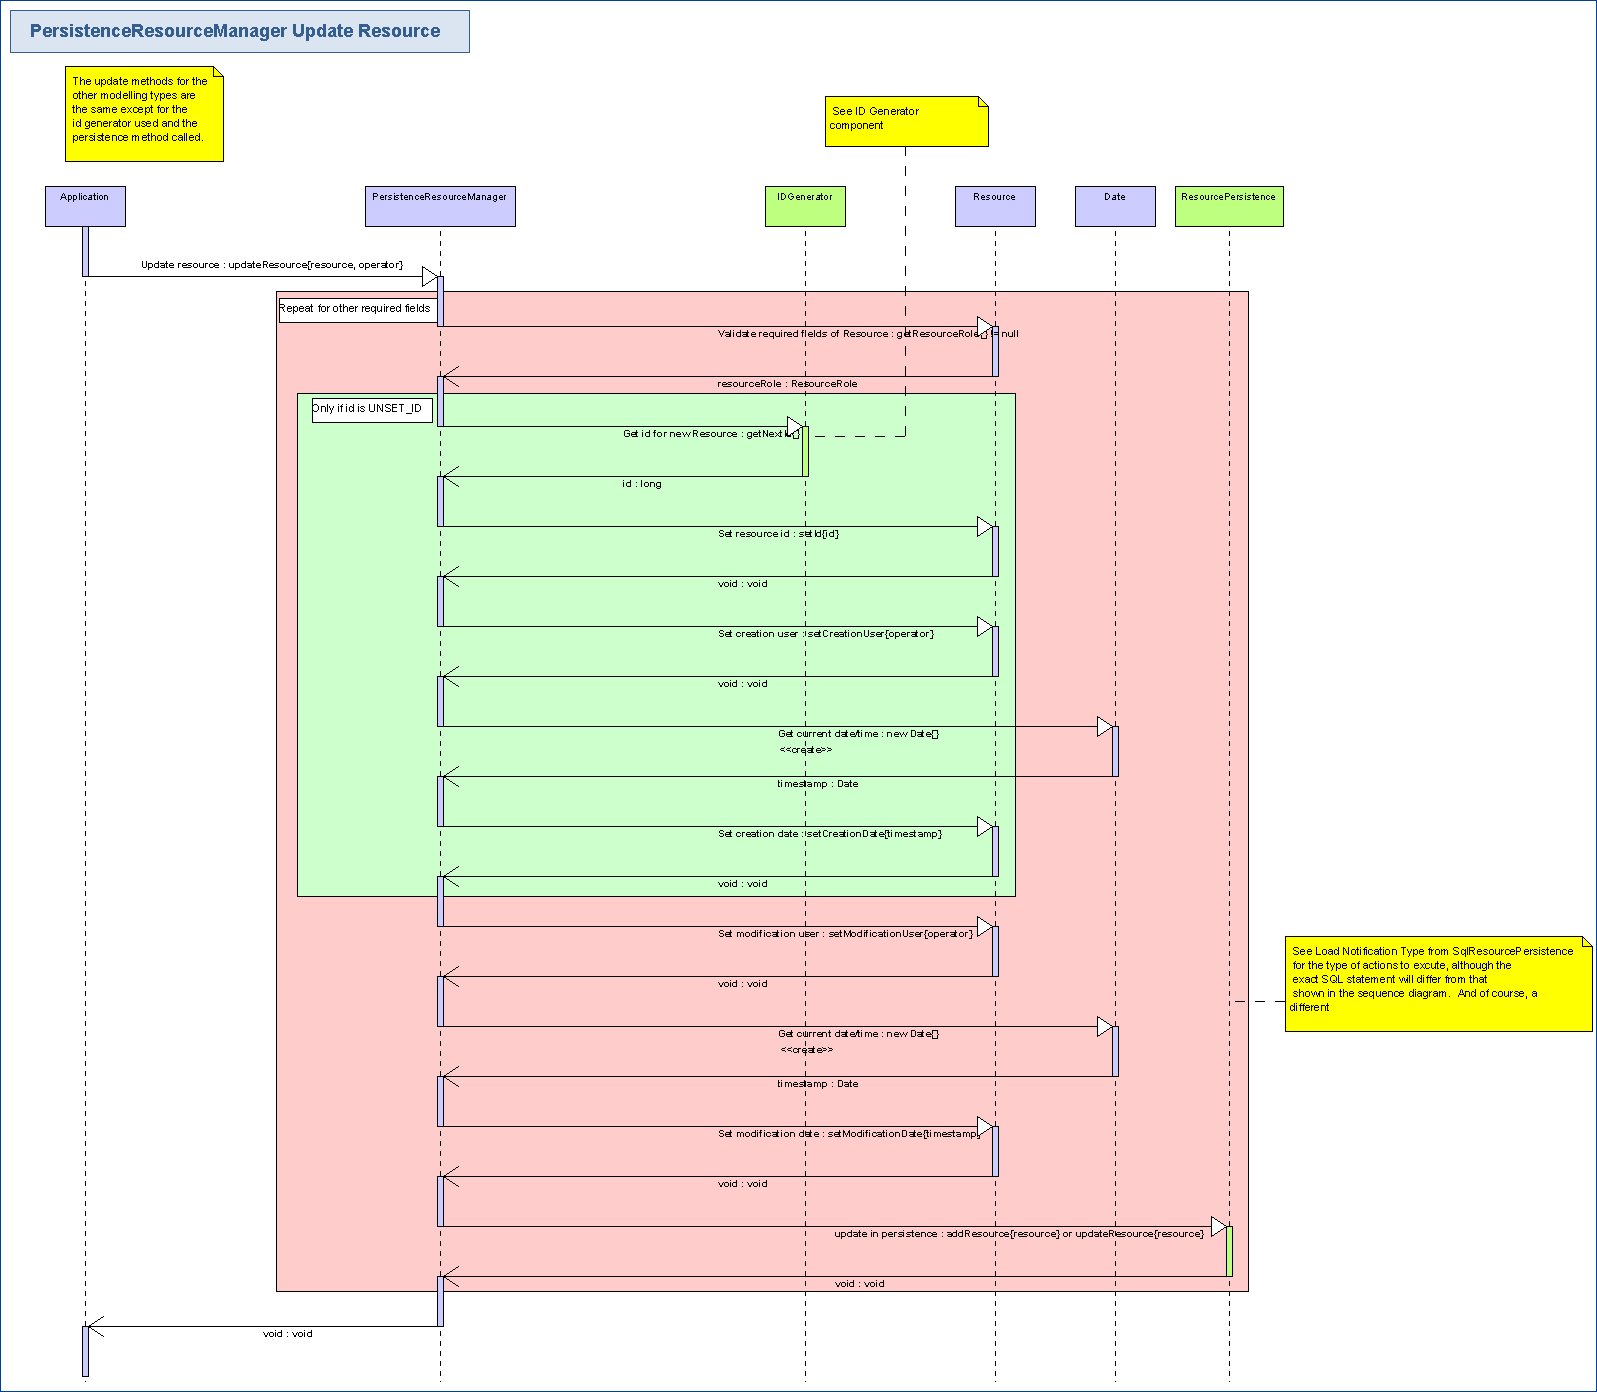 PersistenceResourceManager Update Resource
The update methods for the
other modelling types are
the same except for the
id generator used and the
persistence method called.
See ID Generator
component
Application
PersistenceResourceManager
IDGenerator
Resource
Date
ResourcePersistence
Update resource : updateResource{resource, operator}
Repeat for other required fields
Validate required fields of Resource : getResourceRole{} != null
resourceRole : ResourceRole
Only if id is UNSET_ID
Get id for new Resource : getNextId{}
id : long
Set resource id : setId{id}
void : void
Set creation user : setCreationUser{operator}
void : void
Get current date/time : new Date{}
<<create>>
timestamp : Date
Set creation date : setCreationDate{timestamp}
void : void
Set modification user : setModificationUser{operator}
void : void
See Load Notification Type from SqlResourcePersistence
for the type of actions to excute, although the
exact SQL statement will differ from that
shown in the sequence diagram.  And of course, a
different
Get current date/time : new Date{}
<<create>>
timestamp : Date
Set modification date : setModificationDate{timestamp}
void : void
update in persistence : addResource{resource} or updateResource{resource}
void : void
void : void